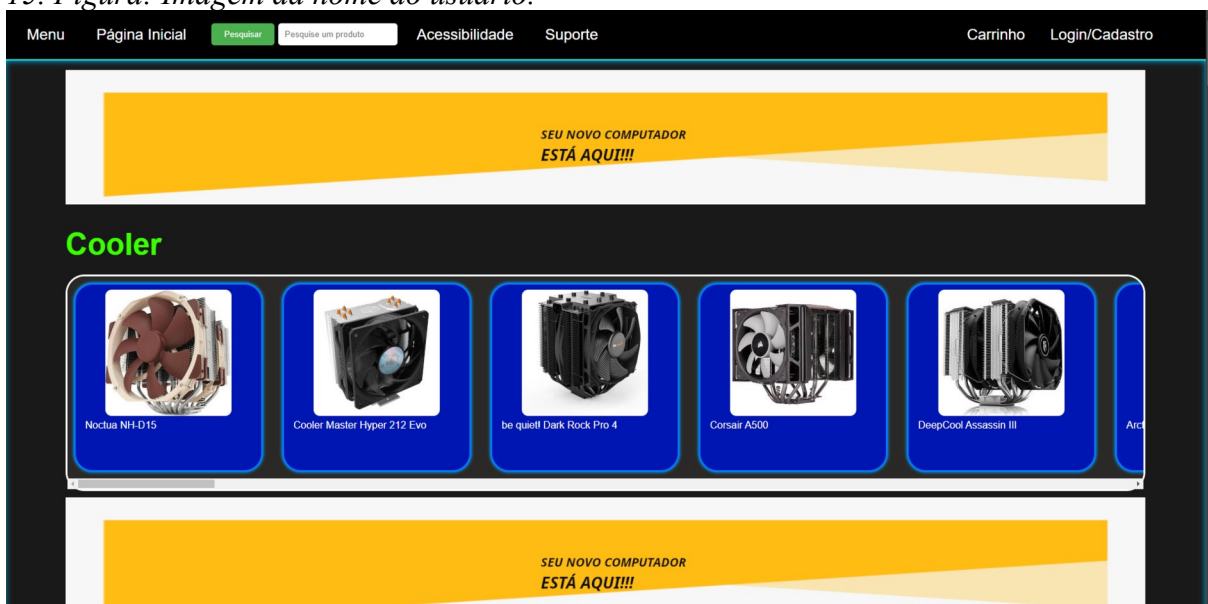 Menu Página Inicial Pesquisar Pesquise um produto Acessibilidade Suporte Carrinho Login/Cadastro
SEU NOVO COMPUTADOR
ESTÁ AQUI!!!
Cooler
Noctua NH-D15 Cooler Master Hyper 212 Evo be quiet! Dark Rock Pro 4 Corsair A500 DeepCool Assassin III
SEU NOVO COMPUTADOR
ESTÁ AQUI!!!